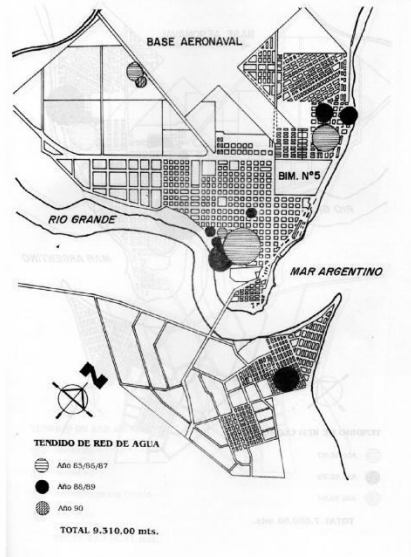 BASE AERONAVAL
BIM. Nº5
RIO GRANDE
MAR ARGENTINO
N
TENDIDO DE RED DE AGUA
Año 85/86/87
Año 88/89
Año 90
TOTAL 9.310,00 mts.